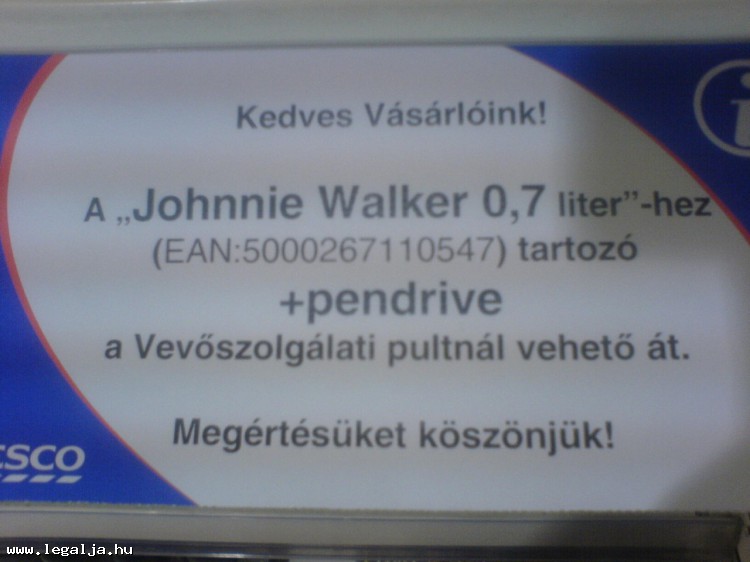 Kedves Vásárlóink!
A „Johnnie Walker 0,7 liter”-hez
(EAN:5000267110547) tartozó
+pendrive
a Vevőszolgálati pultnál vehető át.
Megértésüket köszönjük!
ESCO
www.legalja.hu